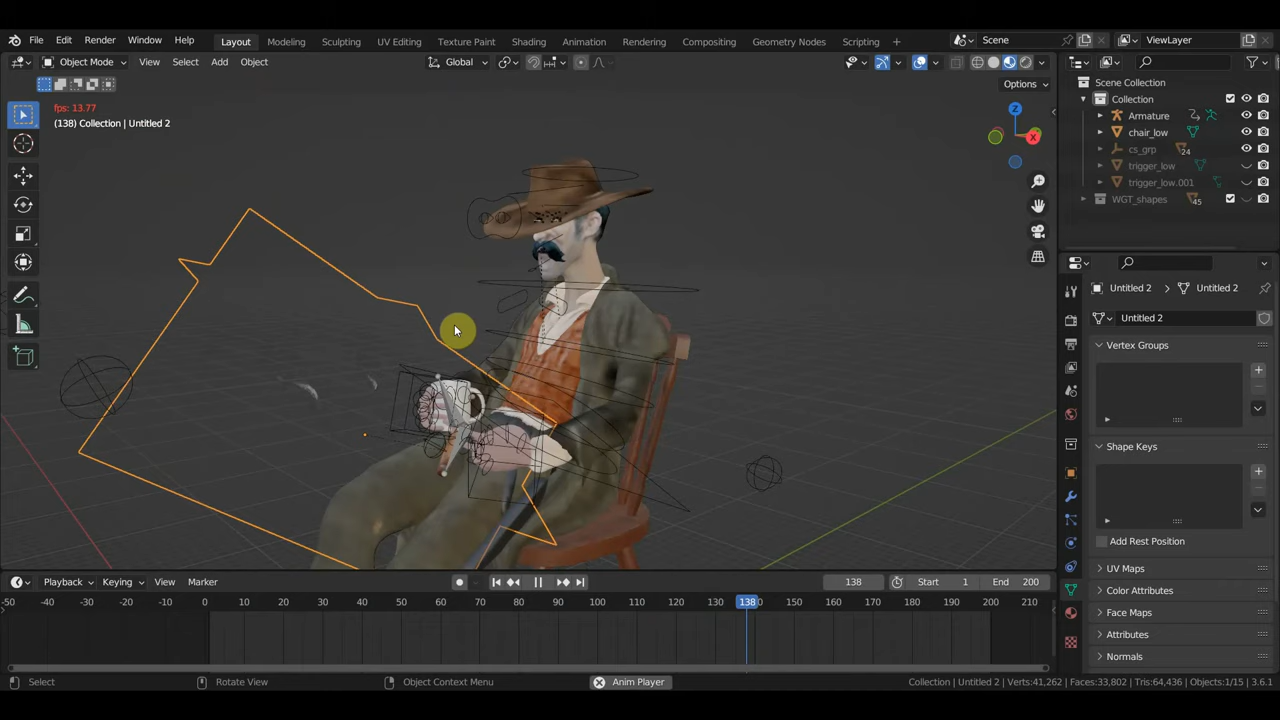 File Edit Render Window Help
Layout Modeling Sculpting UV Editing Texture Paint Shading Animation Rendering Compositing Geometry Nodes Scripting +
Scene ViewLayer
Object Mode View Select Add Object
Global
Options
fps: 13.77
(138) Collection | Untitled 2
Z
X
Scene Collection
Collection
Armature
chair_low
cs_grp 24
trigger_low
trigger_low.001
WGT_shapes 45
Untitled 2 Untitled 2
Untitled 2
Vertex Groups
Shape Keys
Add Rest Position
UV Maps
Color Attributes
Face Maps
Attributes
Normals
Playback Keying View Marker
138 Start 1 End 200
-50 -40 -30 -20 -10 0 10 20 30 40 50 60 70 80 90 100 110 120 130 138 150 160 170 180 190 200 210
Select Rotate View Object Context Menu Anim Player Collection | Untitled 2 | Verts:41,262 | Faces:33,802 | Tris:64,436 | Objects:1/15 | 3.6.1